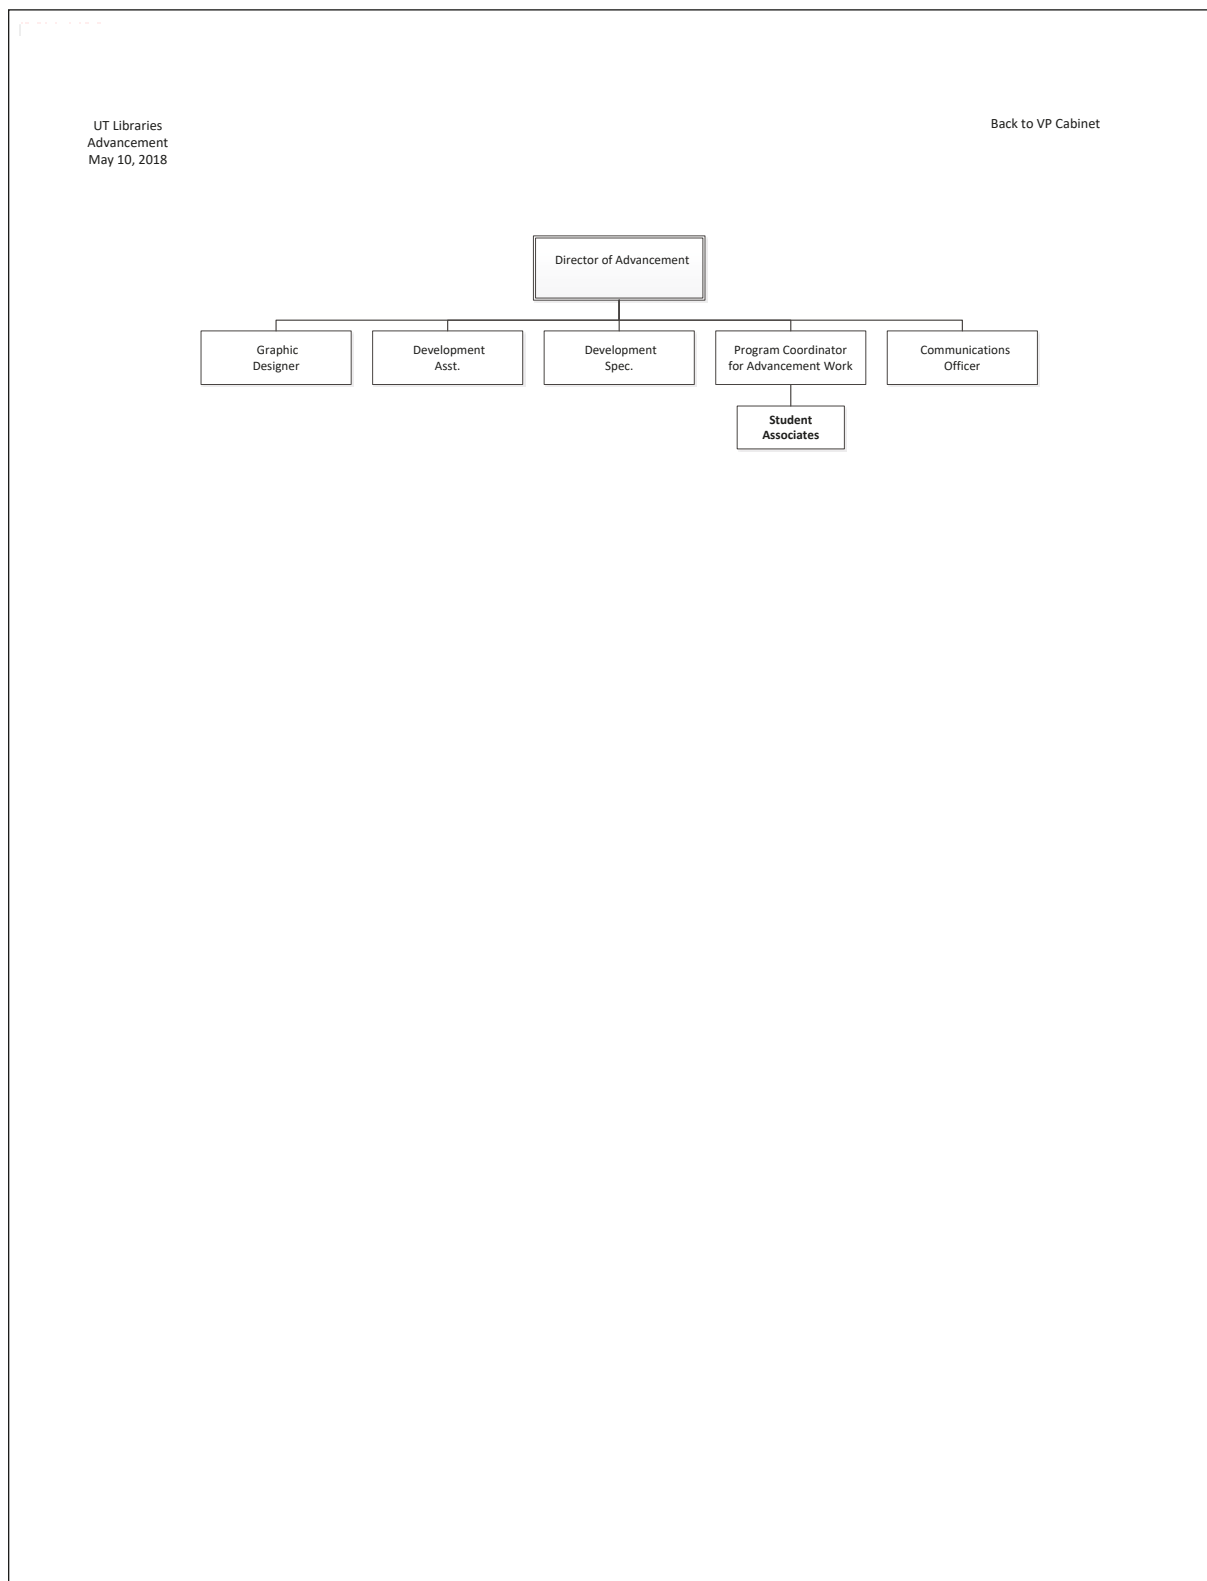 UT Libraries
Advancement
May 10, 2018
Back to VP Cabinet
Director of Advancement
Graphic
Designer
Development
Asst.
Development
Spec.
Program Coordinator
for Advancement Work
Communications
Officer
Student
Associates